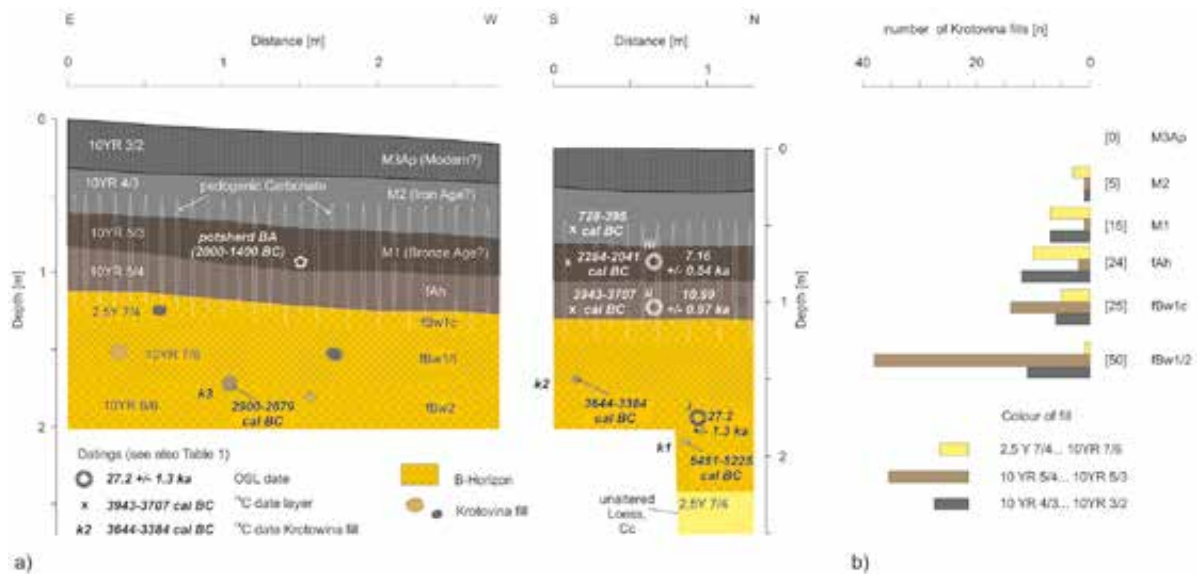 E W
Distance [m]
0 1 2
S N
Distance [m]
0 1
number of Krotovina fills [n]
40 0
Depth [m]
0
1
2
10YR 3/2
M3Ap (Modern?)
10YR 4/3
pedogenic Carbonate
M2 (Iron Age?)
10YR 5/3
potsherd BA
(2000-1400 BC)
M1 (Bronze Age?)
10YR 5/4
fAh
2,5Y 7/4
fBw1c
10YR 7/6
fBw1/1
k3
2900-2679
cal BC
10YR 6/6
fBw2
728-395
cal BC
2284-2041
cal BC
7.16
+/- 0.54 ka
3943-3707
cal BC
10.99
+/- 0.97 ka
k2
3644-3384
cal BC
27.2
+/- 1.3 ka
k1
cal BC
unaltered
Loess,
Cc
2,5Y 7/4
0
1
2
Depth [m]
[0] M3Ap
[5] M2
[15] M1
[24] fAh
[25] fBw1c
[50] fBw1/2
Colour of fill
2,5 Y 7/4... 10YR 7/6
10 YR 5/4... 10YR 5/3
10 YR 4/3... 10YR 3/2
Datings (see also Table 1)
27.2 +/- 1.3 ka OSL date
x 3943-3707 cal BC ¹⁴C-date layer
k2 3644-3384 cal BC ¹⁴C-date Krotowina fill
B-Horizon
Krotovina fill
a)
b)